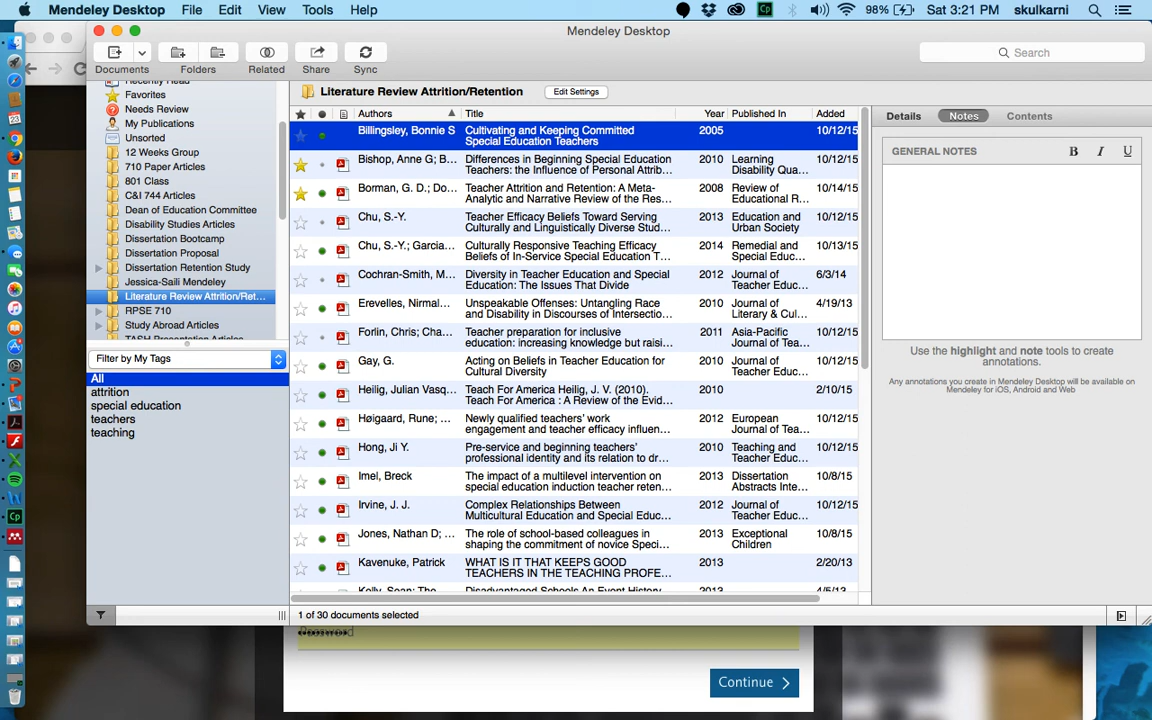 Mendeley Desktop File Edit View Tools Help 98% Sat 3:21 PM skulkarni
Mendeley Desktop
Documents Folders Related Share Sync Search
Recently Read
Favorites
Needs Review
My Publications
Unsorted
12 Weeks Group
710 Paper Articles
801 Class
C&I 744 Articles
Dean of Education Committee
Disability Studies Articles
Dissertation Bootcamp
Dissertation Proposal
Dissertation Retention Study
Jessica-Saili Mendeley
Literature Review Attrition/Ret...
RPSE 710
Study Abroad Articles
TASH Presentation Articles
Filter by My Tags
All
attrition
special education
teachers
teaching
Literature Review Attrition/Retention Edit Settings
Authors Title Year Published In Added
Billingsley, Bonnie S Cultivating and Keeping Committed 2005 10/12/15
Special Education Teachers
Bishop, Anne G; B... Differences in Beginning Special Education 2010 Learning 10/12/15
Teachers: the Influence of Personal Attrib... Disability Qua...
Borman, G. D.; Do... Teacher Attrition and Retention: A Meta- 2008 Review of 10/14/15
Analytic and Narrative Review of the Res... Educational R...
Chu, S.-Y. Teacher Efficacy Beliefs Toward Serving 2013 Education and 10/12/15
Culturally and Linguistically Diverse Stud... Urban Society
Chu, S.-Y.; Garcia... Culturally Responsive Teaching Efficacy 2014 Remedial and 10/13/15
Beliefs of In-Service Special Education T... Special Educ...
Cochran-Smith, M... Diversity in Teacher Education and Special 2012 Journal of 6/3/14
Education: The Issues That Divide Teacher Educ...
Erevelles, Nirmal... Unspeakable Offenses: Untangling Race 2010 Journal of 4/19/13
and Disability in Discourses of Intersectio... Literary & Cul...
Forlin, Chris; Cha... Teacher preparation for inclusive 2011 Asia-Pacific 10/12/15
education: increasing knowledge but raisi... Journal of Tea...
Gay, G. Acting on Beliefs in Teacher Education for 2010 Journal of 10/12/15
Cultural Diversity Teacher Educ...
Heilig, Julian Vasq... Teach For America Heilig, J. V. (2010). 2010 2/10/15
Teach For America : A Review of the Evid...
Høigaard, Rune; ... Newly qualified teachers' work 2012 European 10/12/15
engagement and teacher efficacy influen... Journal of Tea...
Hong, Ji Y. Pre-service and beginning teachers' 2010 Teaching and 10/12/15
professional identity and its relation to dr... Teacher Educ...
Imel, Breck The impact of a multilevel intervention on 2013 Dissertation 10/8/15
special education induction teacher reten... Abstracts Inte...
Irvine, J. J. Complex Relationships Between 2012 Journal of 10/12/15
Multicultural Education and Special Educ... Teacher Educ...
Jones, Nathan D; ... The role of school-based colleagues in 2013 Exceptional 10/8/15
shaping the commitment of novice Speci... Children
Kavenuke, Patrick WHAT IS IT THAT KEEPS GOOD 2013 2/20/13
TEACHERS IN THE TEACHING PROFE...
Kelly, Sean; The Disadvantaged Schools An Event History 2013 4/5/13
1 of 30 documents selected
Details Notes Contents
GENERAL NOTES B I U
Use the highlight and note tools to create
annotations.
Any annotations you create in Mendeley Desktop will be available on
Mendeley for iOS, Android and Web
Password
Continue